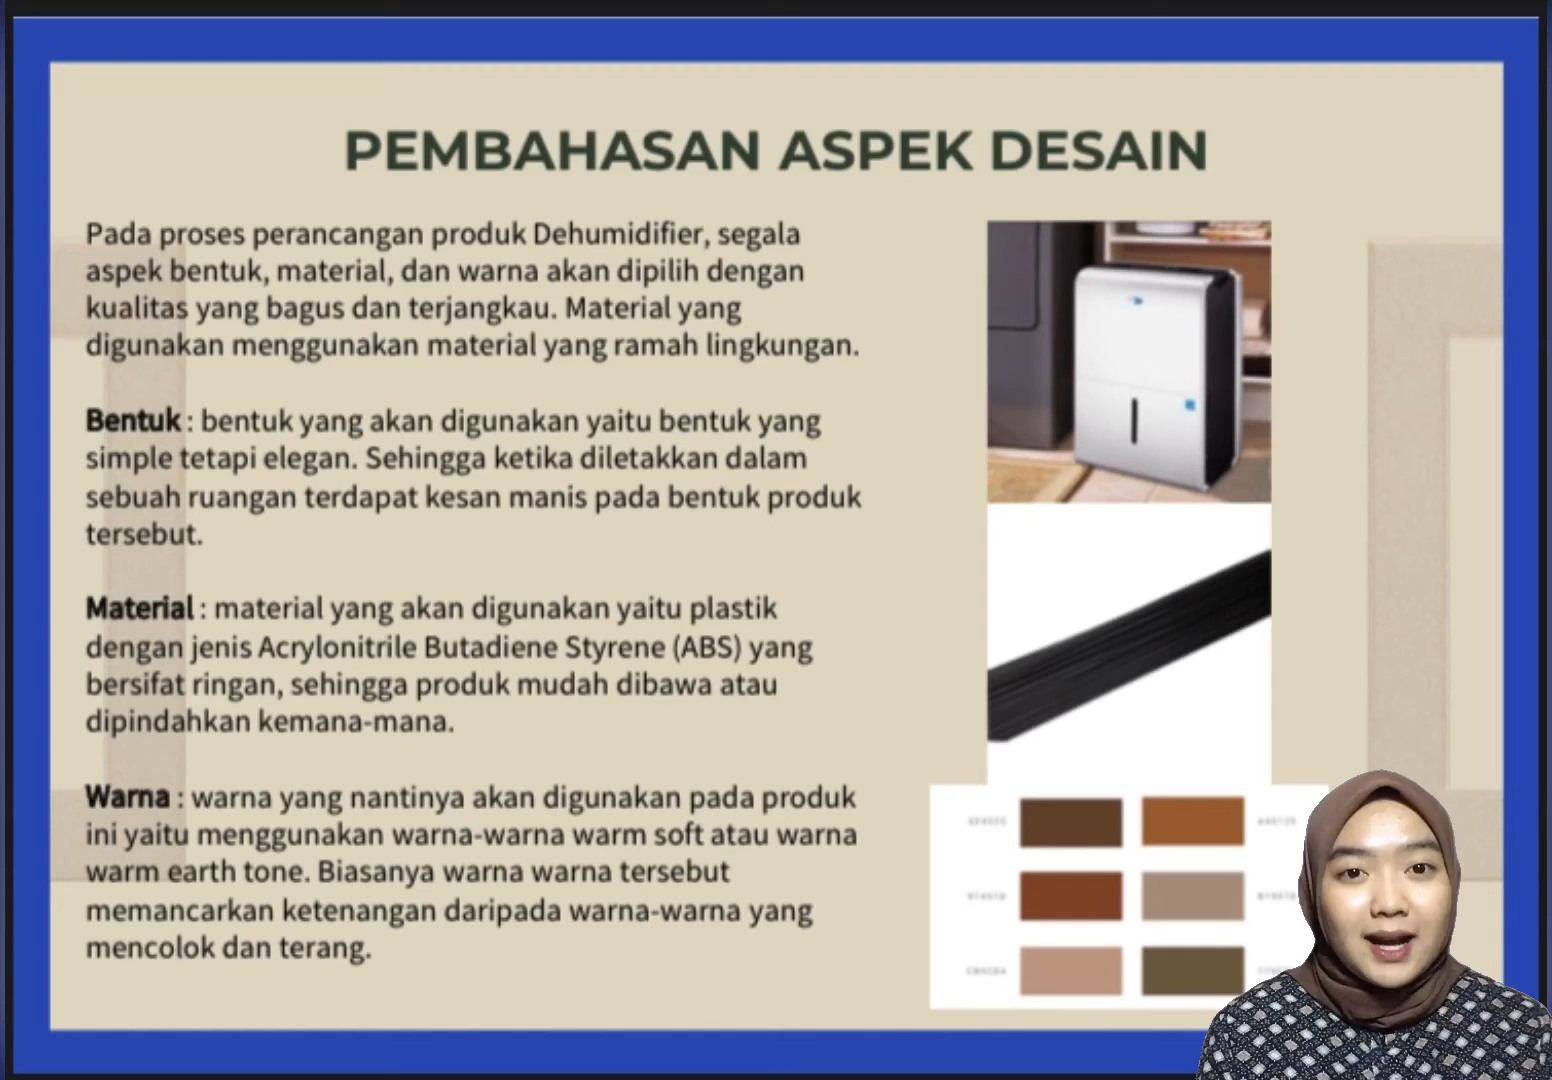 PEMBAHASAN ASPEK DESAIN
Pada proses perancangan produk Dehumidifier, segala
aspek bentuk, material, dan warna akan dipilih dengan
kualitas yang bagus dan terjangkau. Material yang
digunakan menggunakan material yang ramah lingkungan.
Bentuk : bentuk yang akan digunakan yaitu bentuk yang
simple tetapi elegan. Sehingga ketika diletakkan dalam
sebuah ruangan terdapat kesan manis pada bentuk produk
tersebut.
Material : material yang akan digunakan yaitu plastik
dengan jenis Acrylonitrile Butadiene Styrene (ABS) yang
bersifat ringan, sehingga produk mudah dibawa atau
dipindahkan kemana-mana.
Warna : warna yang nantinya akan digunakan pada produk
ini yaitu menggunakan warna-warna warm soft atau warna
warm earth tone. Biasanya warna warna tersebut
memancarkan ketenangan daripada warna-warna yang
mencolok dan terang.